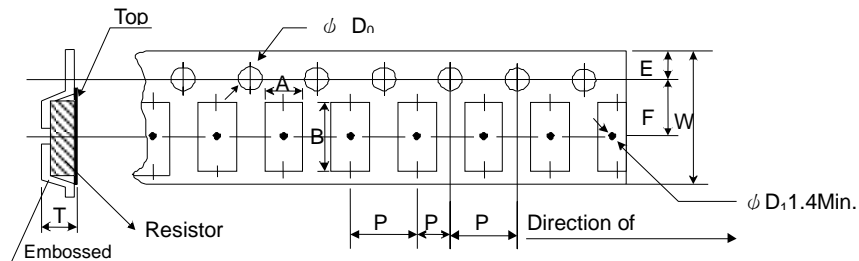 Top
ϕ D₀
A
E
B
F
W
ϕ D₁1.4Min.
T
Resistor
P
P
P
Direction of
Embossed